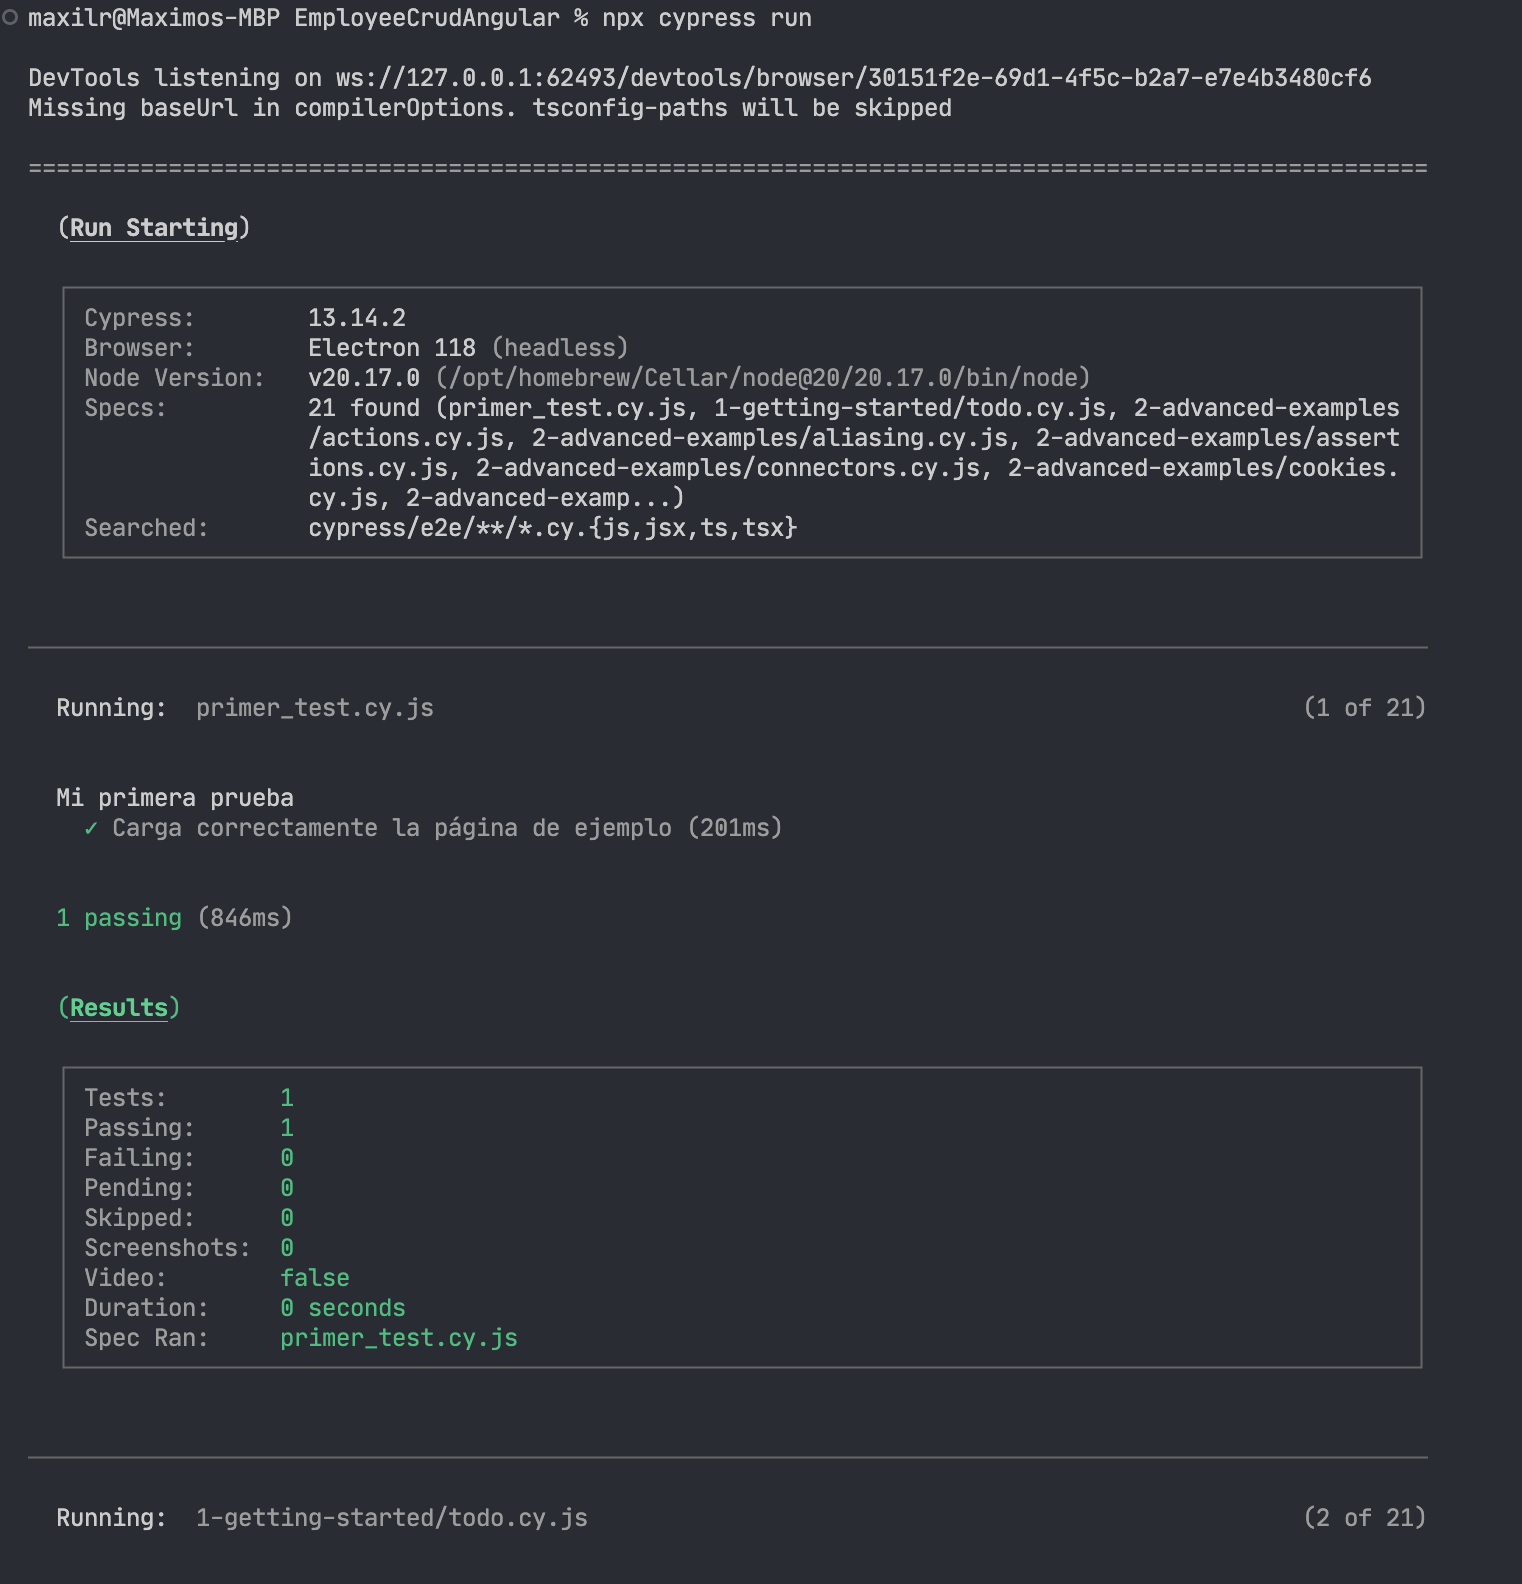 maxilr@Maximos-MBP EmployeeCrudAngular % npx cypress run
DevTools listening on ws://127.0.0.1:62493/devtools/browser/30151f2e-69d1-4f5c-b2a7-e7e4b3480cf6
Missing baseUrl in compilerOptions. tsconfig-paths will be skipped
====================================================================================================
(Run Starting)
Cypress: 13.14.2
Browser: Electron 118 (headless)
Node Version: v20.17.0 (/opt/homebrew/Cellar/node@20/20.17.0/bin/node)
Specs: 21 found (primer_test.cy.js, 1-getting-started/todo.cy.js, 2-advanced-examples
/actions.cy.js, 2-advanced-examples/aliasing.cy.js, 2-advanced-examples/assert
ions.cy.js, 2-advanced-examples/connectors.cy.js, 2-advanced-examples/cookies.
cy.js, 2-advanced-examp...)
Searched: cypress/e2e/**/*.cy.{js,jsx,ts,tsx}
Running: primer_test.cy.js (1 of 21)
Mi primera prueba
✓ Carga correctamente la página de ejemplo (201ms)
1 passing (846ms)
(Results)
Tests: 1
Passing: 1
Failing: 0
Pending: 0
Skipped: 0
Screenshots: 0
Video: false
Duration: 0 seconds
Spec Ran: primer_test.cy.js
Running: 1-getting-started/todo.cy.js (2 of 21)